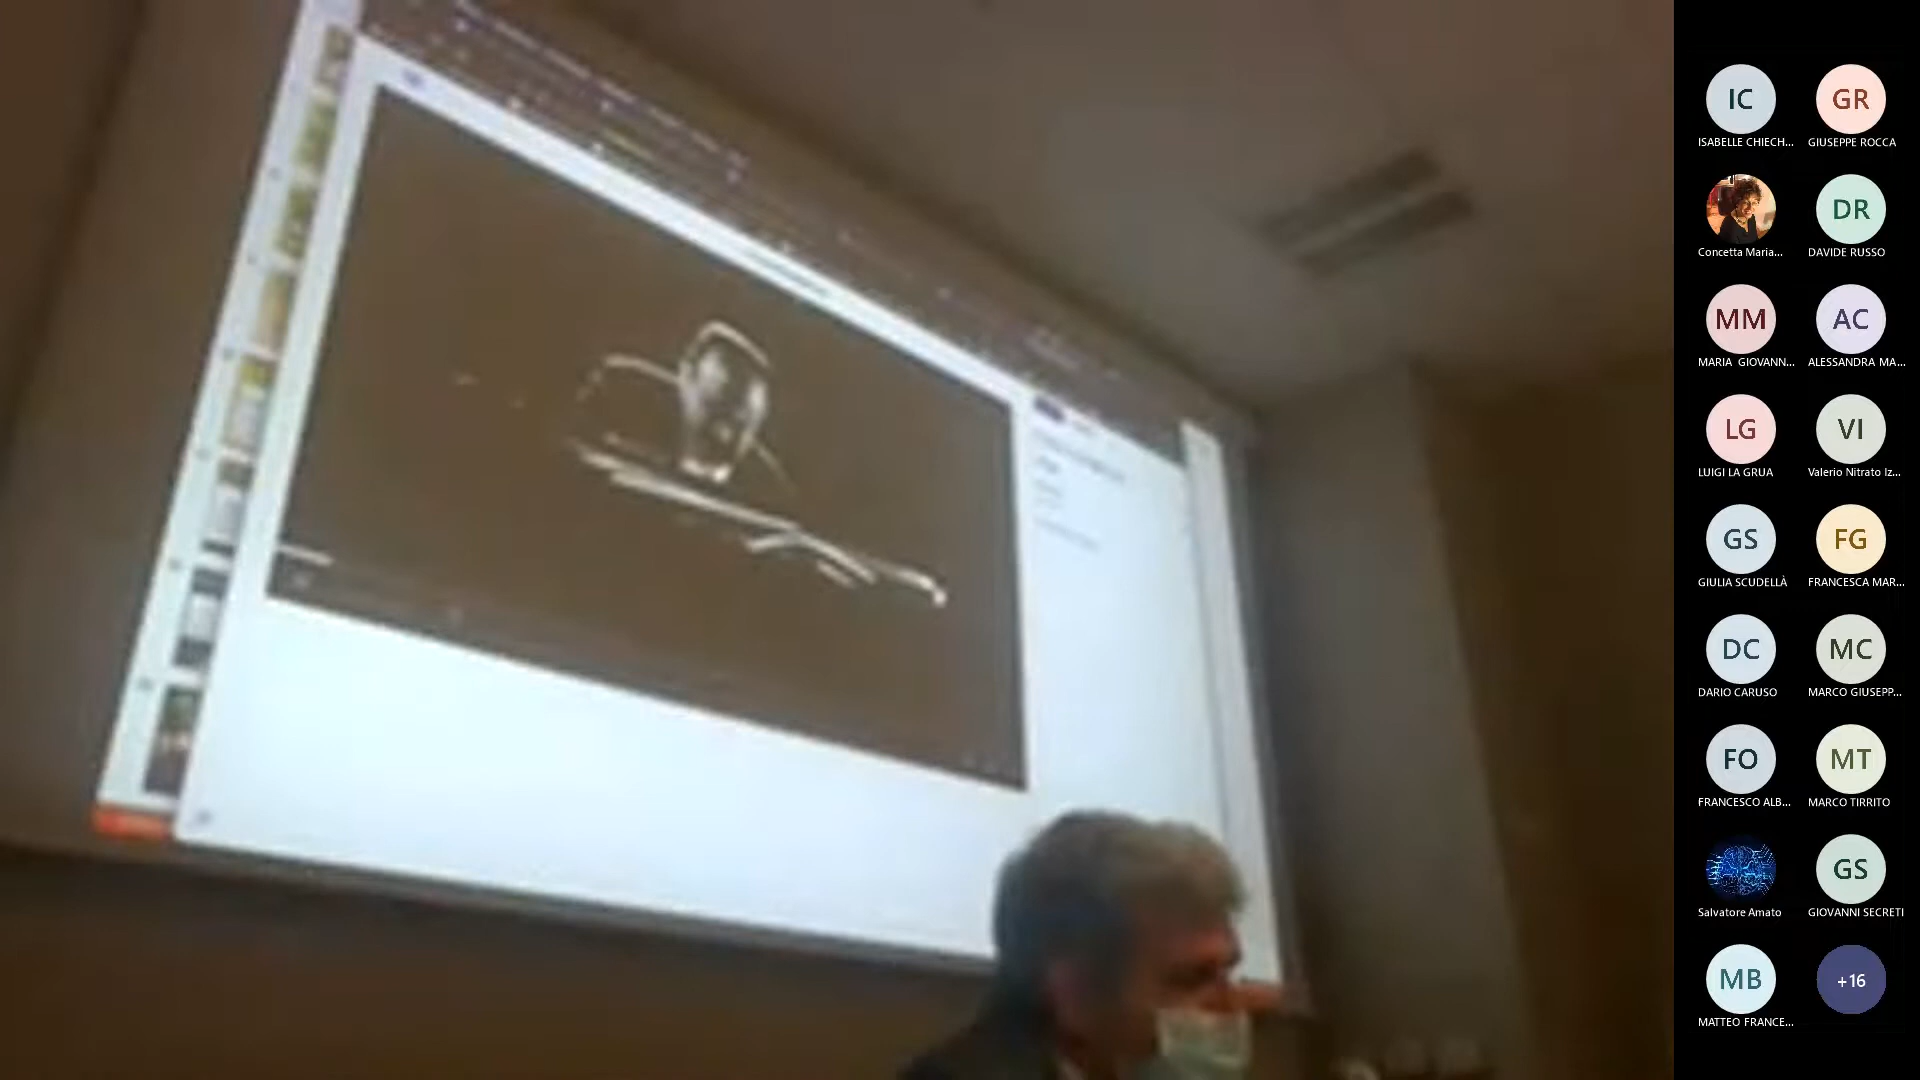 IC GR
ISABELLE CHIECH... GIUSEPPE ROCCA
DR
Concetta Maria... DAVIDE RUSSO
MM AC
MARIA GIOVANN... ALESSANDRA MA...
LG VI
LUIGI LA GRUA Valerio Nitrato Iz...
GS FG
GIULIA SCUDELLÀ FRANCESCA MAR...
DC MC
DARIO CARUSO MARCO GIUSEPP...
FO MT
FRANCESCO ALB... MARCO TIRRITO
GS
Salvatore Amato GIOVANNI SECRETI
MB +16
MATTEO FRANCE...